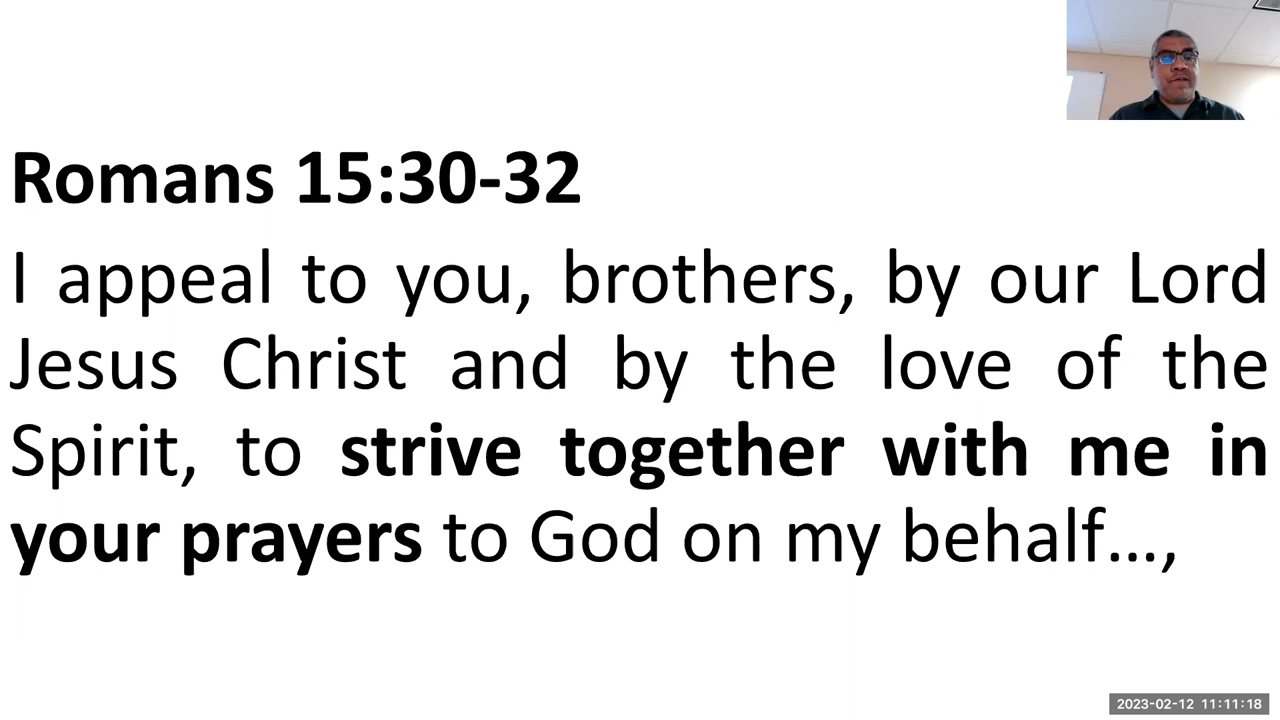 Romans 15:30-32
I appeal to you, brothers, by our Lord
Jesus Christ and by the love of the
Spirit, to strive together with me in
your prayers to God on my behalf…,
2023-02-12 11:11:18